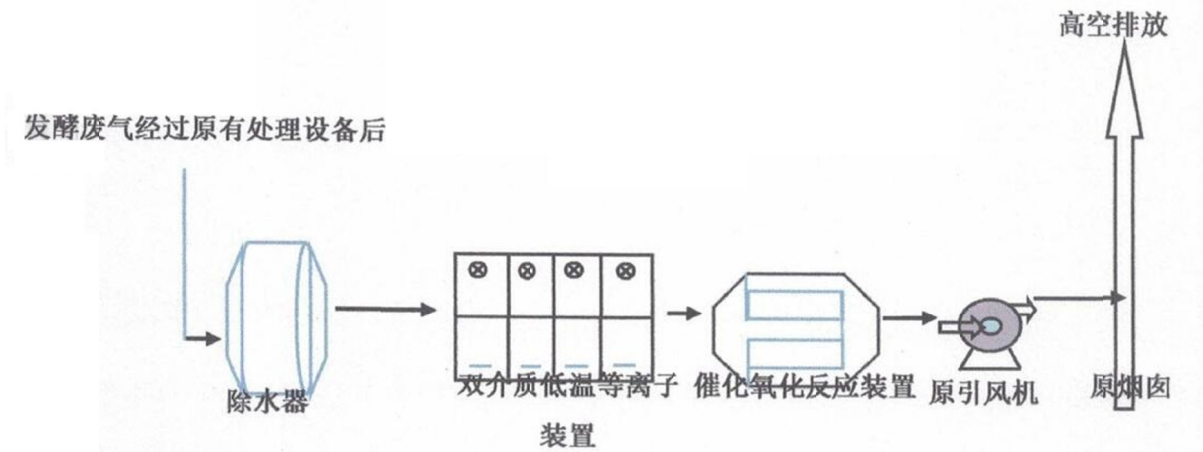 高空排放
发酵废气经过原有处理设备后
除水器
双介质低温等离子
装置
催化氧化反应装置
原引风机
原烟囱